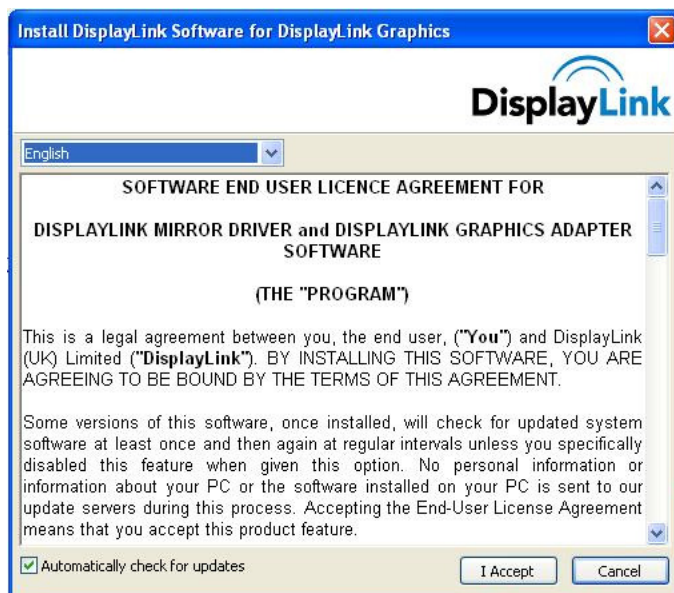 Install DisplayLink Software for DisplayLink Graphics
DisplayLink
English
SOFTWARE END USER LICENCE AGREEMENT FOR
DISPLAYLINK MIRROR DRIVER and DISPLAYLINK GRAPHICS ADAPTER
SOFTWARE
(THE "PROGRAM")
This is a legal agreement between you, the end user, ("You") and DisplayLink
(UK) Limited ("DisplayLink"). BY INSTALLING THIS SOFTWARE, YOU ARE
AGREEING TO BE BOUND BY THE TERMS OF THIS AGREEMENT.
Some versions of this software, once installed, will check for updated system
software at least once and then again at regular intervals unless you specifically
disabled this feature when given this option. No personal information or
information about your PC or the software installed on your PC is sent to our
update servers during this process. Accepting the End-User License Agreement
means that you accept this product feature.
Automatically check for updates
I Accept
Cancel